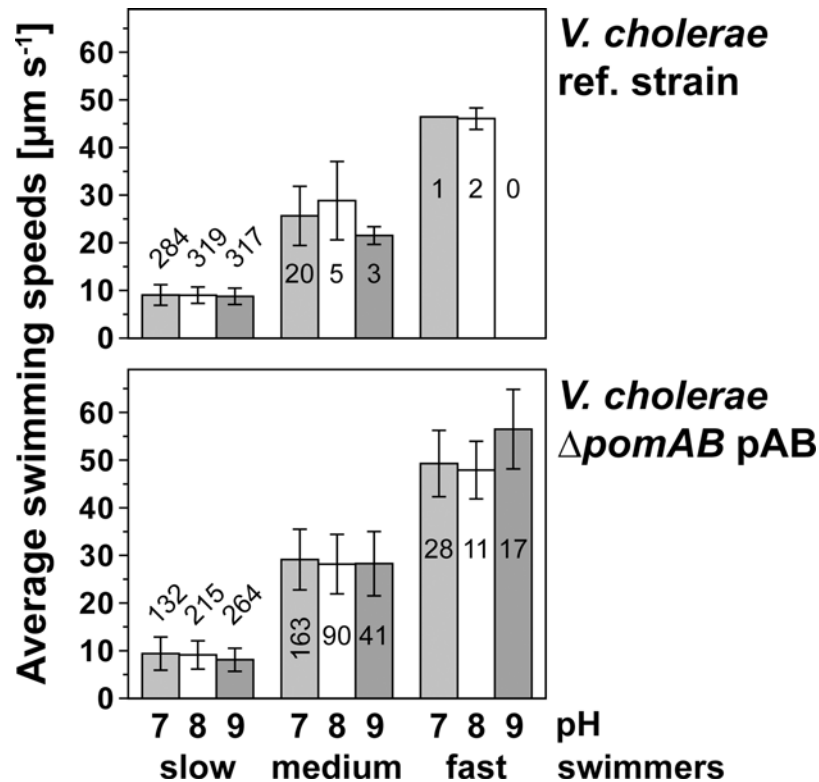 Average swimming speeds [µm s⁻¹]
60
50
40
30
20
10
0
284 319 317
20 5 3
1 2 0
V. cholerae
ref. strain
60
50
40
30
20
10
0
132 215 264
163 90 41
28 11 17
V. cholerae
ΔpomAB pAB
7 8 9 7 8 9 7 8 9 pH
slow medium fast swimmers